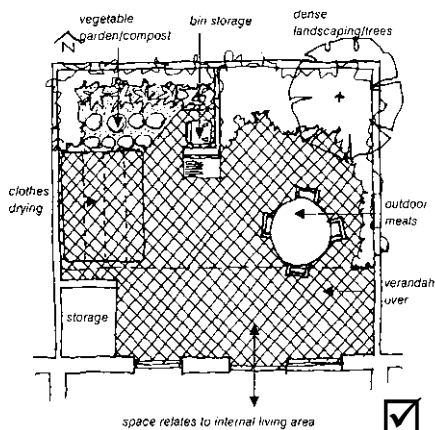 vegetable
garden/compost
bin storage
dense
landscaping/trees
N
clothes
drying
outdoor
meals
verandah
over
storage
space relates to internal living area